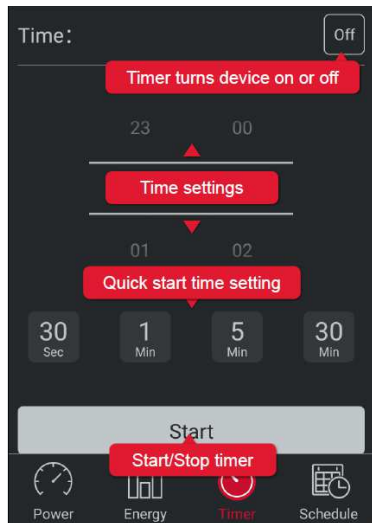 Time:
Off
Timer turns device on or off
23 00
Time settings
01 02
Quick start time setting
30 1 5 30
Sec Min Min Min
Start
Start/Stop timer
Power Energy Timer Schedule